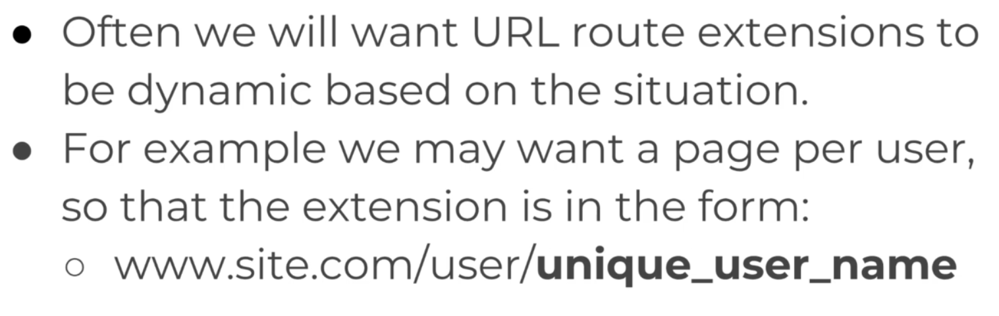 ● Often we will want URL route extensions to
be dynamic based on the situation.
● For example we may want a page per user,
so that the extension is in the form:
○ www.site.com/user/unique_user_name